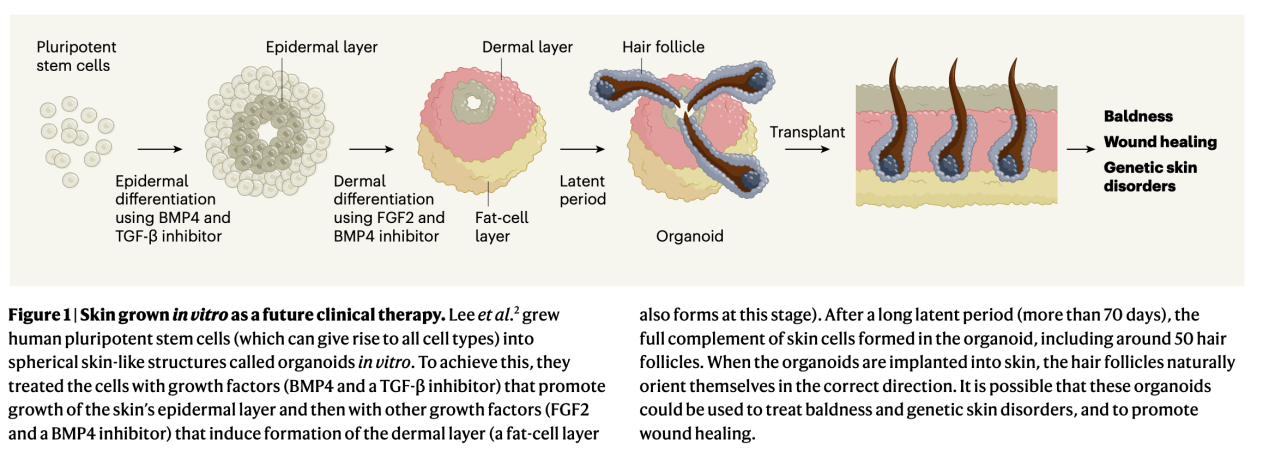 Pluripotent
stem cells
Epidermal layer
Dermal layer
Hair follicle
Epidermal
differentiation
using BMP4 and
TGF-β inhibitor
Dermal
differentiation
using FGF2 and
BMP4 inhibitor
Fat-cell
layer
Latent
period
Organoid
Transplant
Baldness
Wound healing
Genetic skin
disorders
Figure 1 | Skin grown in vitro as a future clinical therapy. Lee et al.² grew
human pluripotent stem cells (which can give rise to all cell types) into
spherical skin-like structures called organoids in vitro. To achieve this, they
treated the cells with growth factors (BMP4 and a TGF-β inhibitor) that promote
growth of the skin’s epidermal layer and then with other growth factors (FGF2
and a BMP4 inhibitor) that induce formation of the dermal layer (a fat-cell layer
also forms at this stage). After a long latent period (more than 70 days), the
full complement of skin cells formed in the organoid, including around 50 hair
follicles. When the organoids are implanted into skin, the hair follicles naturally
orient themselves in the correct direction. It is possible that these organoids
could be used to treat baldness and genetic skin disorders, and to promote
wound healing.